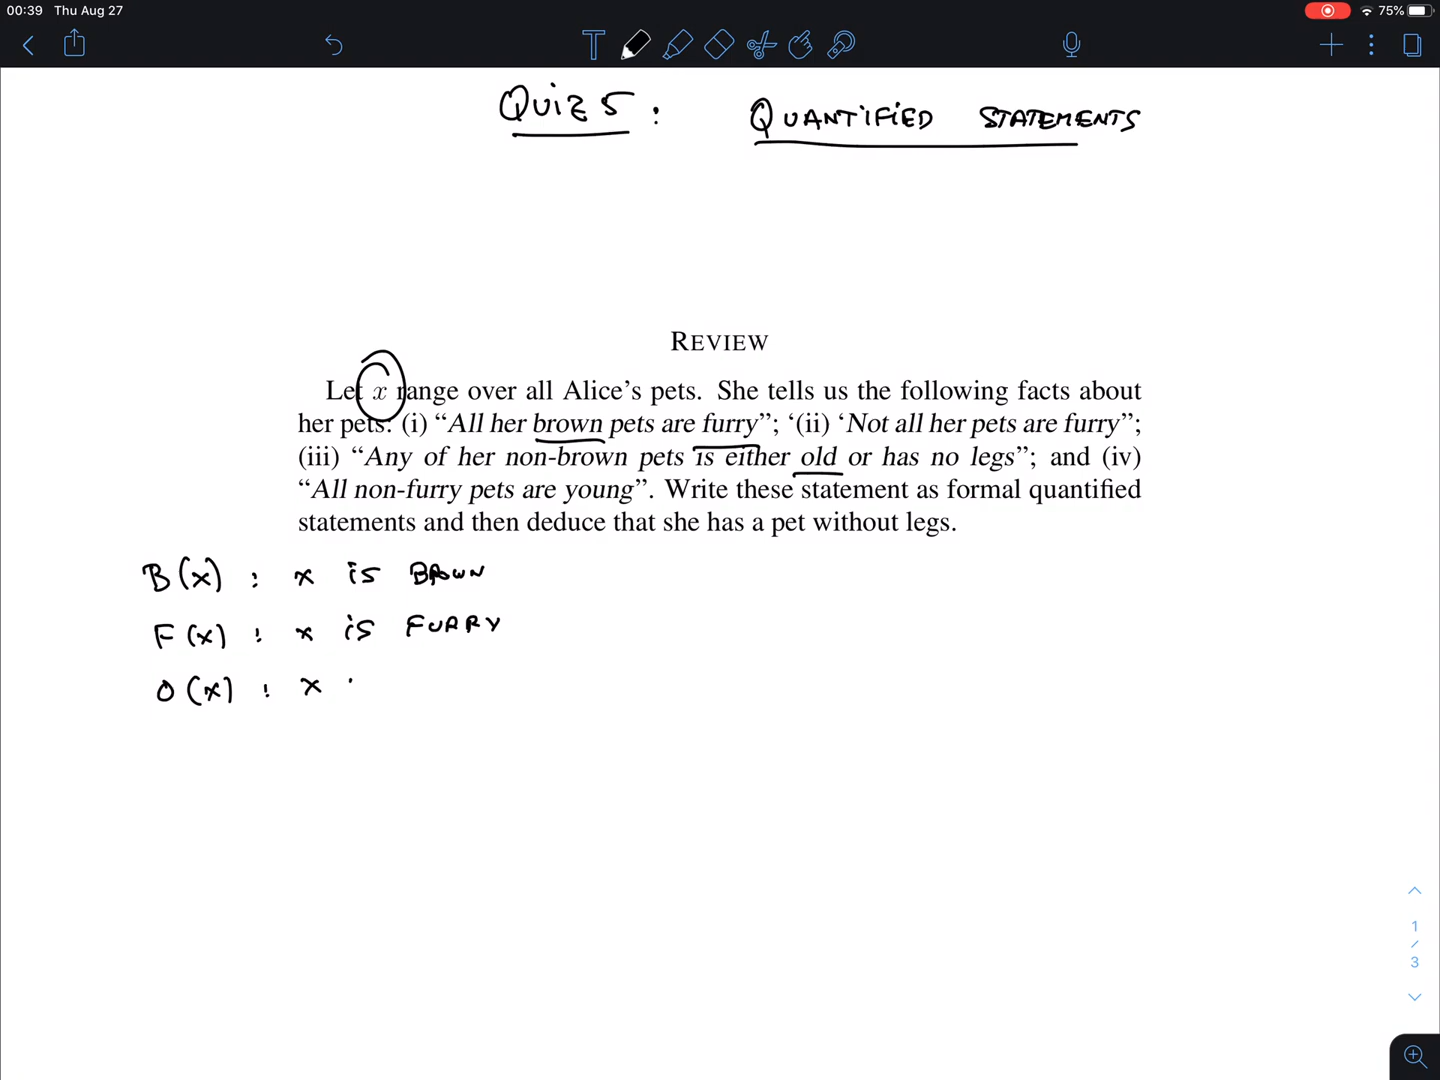 00:39 Thu Aug 27
75%
Quiz 5: QUANTIFIED STATEMENTS
REVIEW
Let x range over all Alice's pets. She tells us the following facts about
her pets: (i) “All her brown pets are furry”; ‘(ii) ‘Not all her pets are furry”;
(iii) “Any of her non-brown pets is either old or has no legs”; and (iv)
“All non-furry pets are young”. Write these statement as formal quantified
statements and then deduce that she has a pet without legs.
B(x) : x is BROWN
F(x) : x is FURRY
O(x) : x
1
/
3